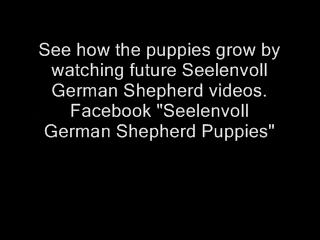 See how the puppies grow by
watching future Seelenvoll
German Shepherd videos.
Facebook "Seelenvoll
German Shepherd Puppies"